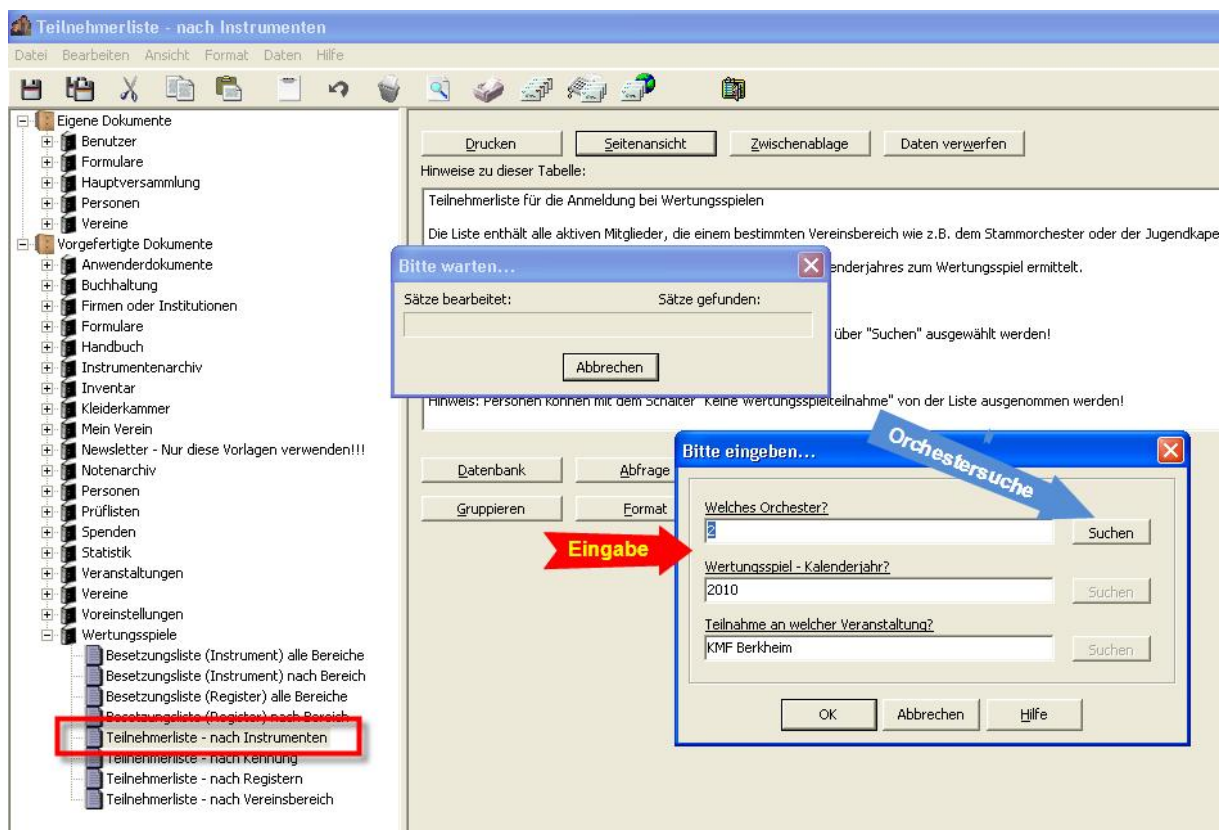 Teilnehmerliste - nach Instrumenten
Datei Bearbeiten Ansicht Format Daten Hilfe
Eigene Dokumente
Benutzer
Formulare
Hauptversammlung
Personen
Vereine
Vorgefertigte Dokumente
Anwenderdokumente
Buchhaltung
Firmen oder Institutionen
Formulare
Handbuch
Instrumentenarchiv
Inventar
Kleiderkammer
Mein Verein
Newsletter - Nur diese Vorlagen verwenden!!!
Notenarchiv
Personen
Prüflisten
Spenden
Statistik
Veranstaltungen
Vereine
Voreinstellungen
Wertungsspiele
Besetzungsliste (Instrument) alle Bereiche
Besetzungsliste (Instrument) nach Bereich
Besetzungsliste (Register) alle Bereiche
Besetzungsliste (Register) nach Bereich
Teilnehmerliste - nach Instrumenten
Teilnehmerliste - nach Kennung
Teilnehmerliste - nach Registern
Teilnehmerliste - nach Vereinsbereich
Drucken Seitenansicht Zwischenablage Daten verwerfen
Hinweise zu dieser Tabelle:
Teilnehmerliste für die Anmeldung bei Wertungsspielen
Die Liste enthält alle aktiven Mitglieder, die einem bestimmten Vereinsbereich wie z.B. dem Stammorchester oder der Jugendkape
enderjahres zum Wertungsspiel ermittelt.
über "Suchen" ausgewählt werden!
Hinweis: Personen können mit dem Schalter "Keine Wertungsspielteilnahme" von der Liste ausgenommen werden!
Datenbank Abfrage
Gruppieren Format
Bitte warten...
Sätze bearbeitet: Sätze gefunden:
Abbrechen
Orchestersuche
Eingabe
Bitte eingeben...
Welches Orchester?
2 Suchen
Wertungsspiel - Kalenderjahr?
2010 Suchen
Teilnahme an welcher Veranstaltung?
KMF Berkheim Suchen
OK Abbrechen Hilfe